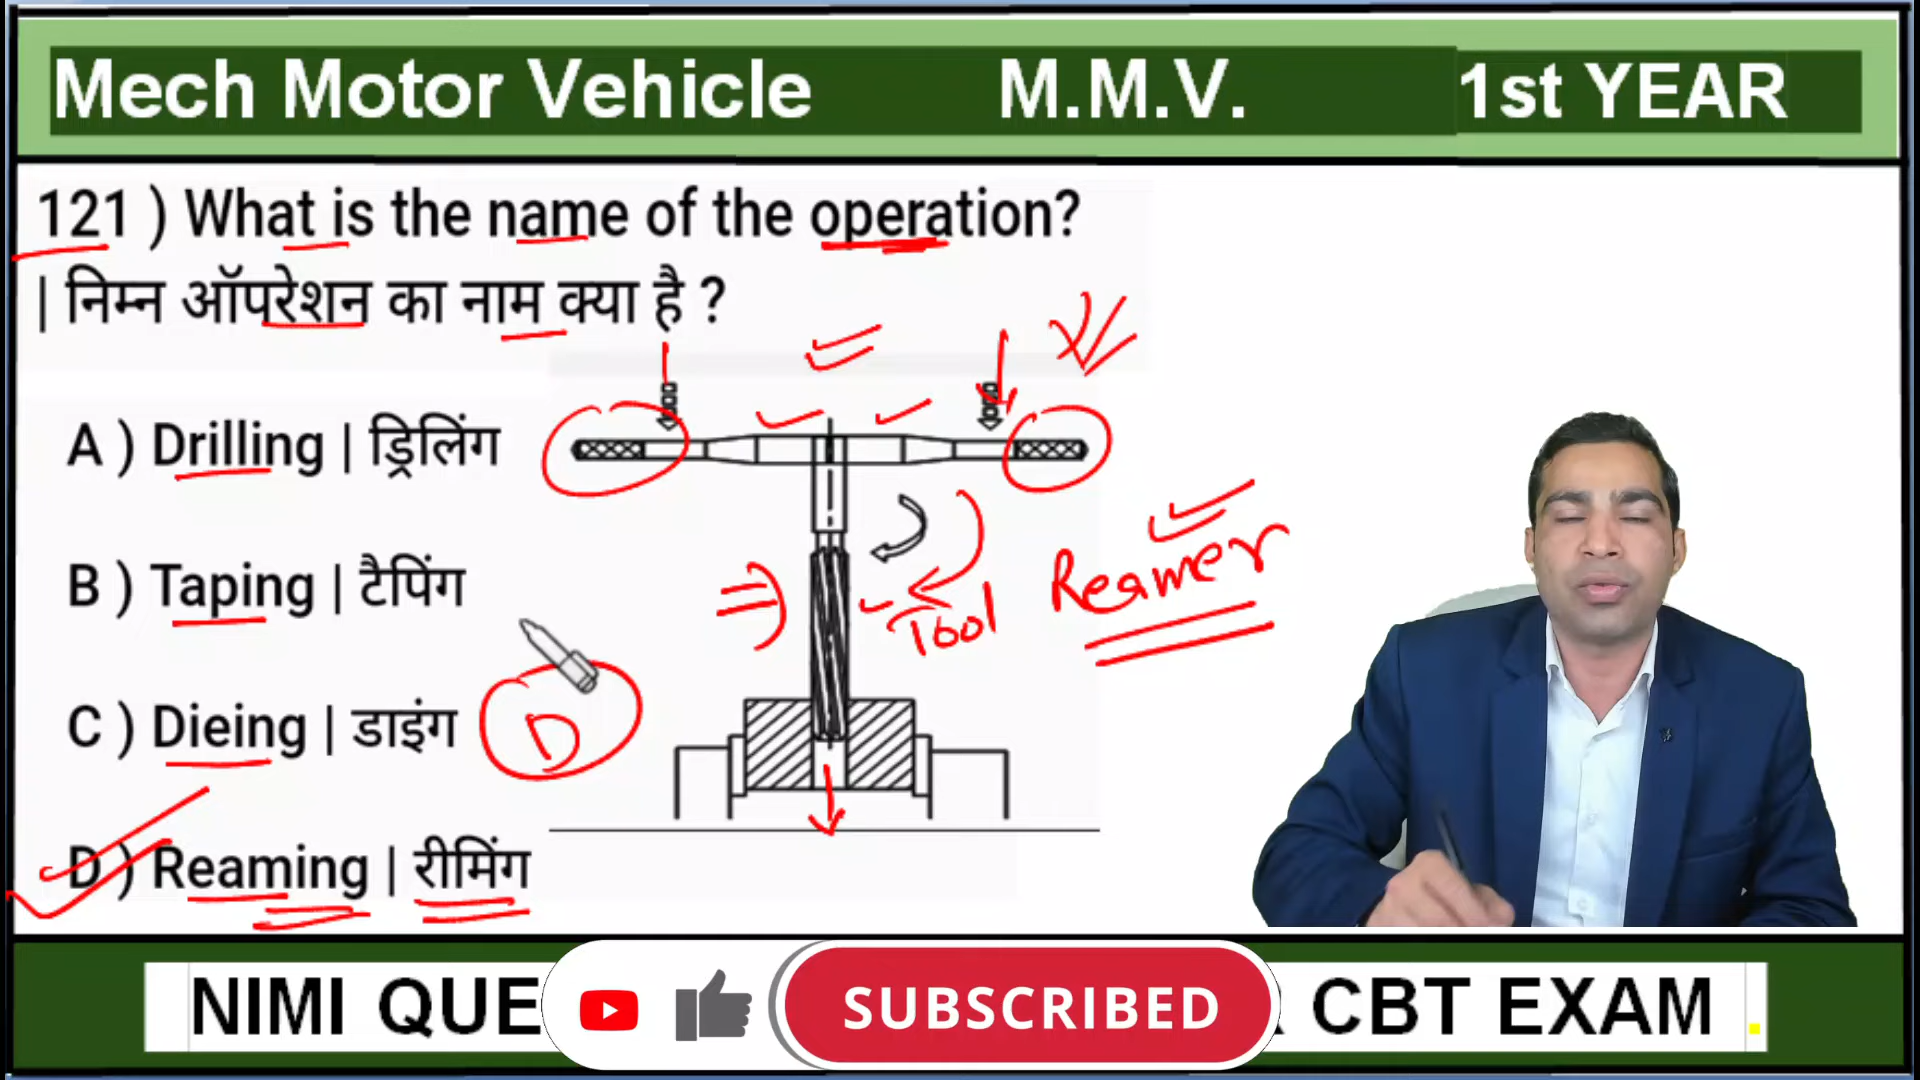 Mech Motor Vehicle M.M.V. 1st YEAR
121 ) What is the name of the operation?
| निम्न ऑपरेशन का नाम क्या है ?
A ) Drilling | ड्रिलिंग
B ) Taping | टैपिंग
Reamer
Tool
C ) Dieing | डाइंग
D
D ) Reaming | रीमिंग
NIMI QUE SUBSCRIBED CBT EXAM .